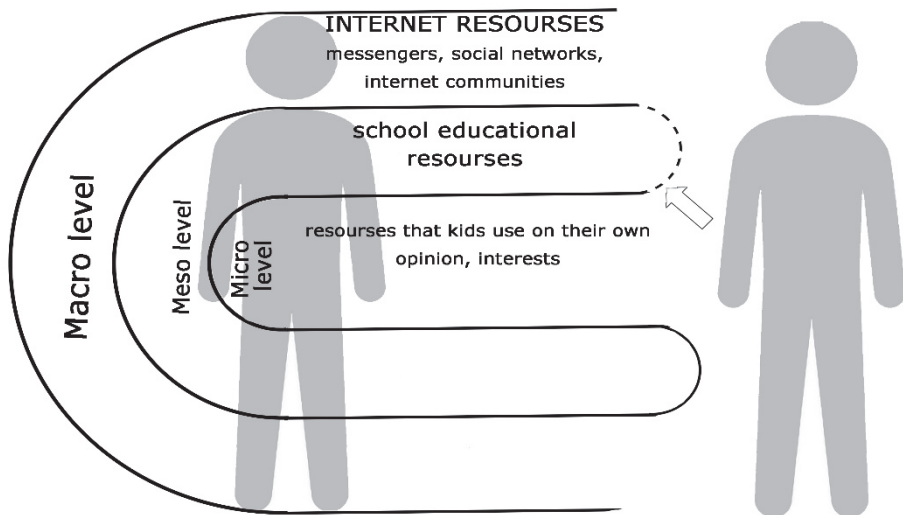 INTERNET RESOURSES
messengers, social networks,
internet communities
school educational
resourses
resourses that kids use on their own
opinion, interests
Macro level
Meso level
Micro
level